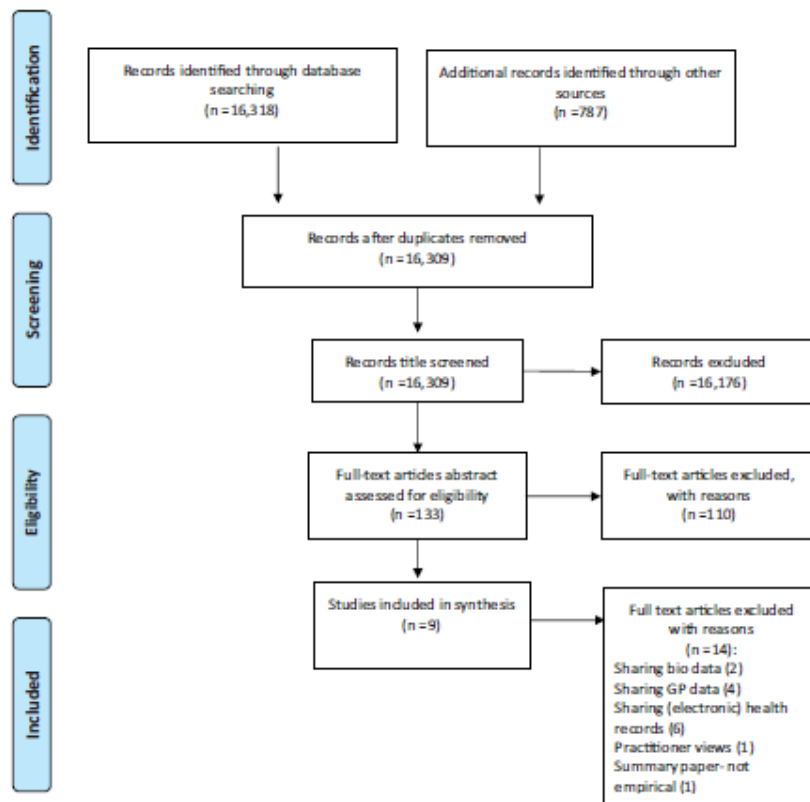 Identification
Records identified through database
searching
(n =16,318)
Additional records identified through other
sources
(n =787)
Screening
Records after duplicates removed
(n =16,309)
Records title screened
(n =16,309)
Records excluded
(n =16,176)
Eligibility
Full-text articles abstract
assessed for eligibility
(n =133)
Full-text articles excluded,
with reasons
(n =110)
Included
Studies included in synthesis
(n =9)
Full text articles excluded
with reasons
(n =14):
Sharing bio data (2)
Sharing GP data (4)
Sharing (electronic) health
records (6)
Practitioner views (1)
Summary paper- not
empirical (1)